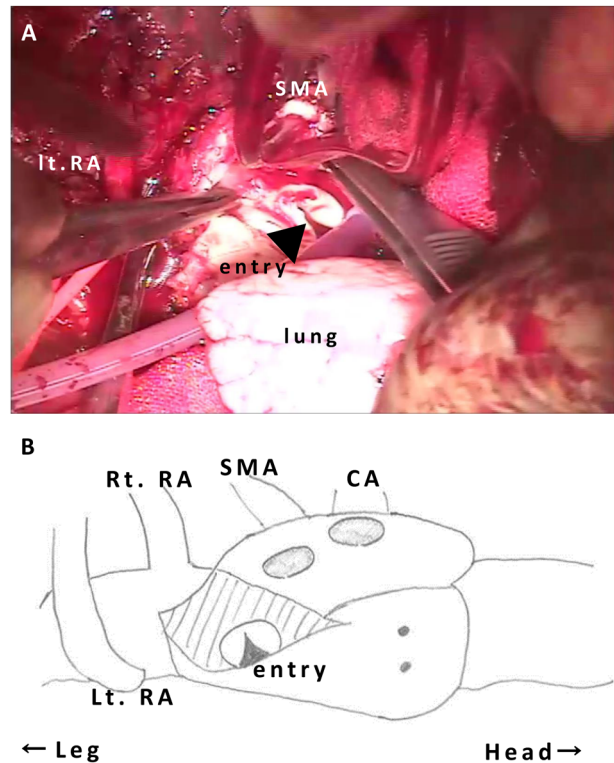 A
SMA
lt.RA
entry
lung
B
Rt. RA
SMA
CA
entry
Lt. RA
← Leg
Head→